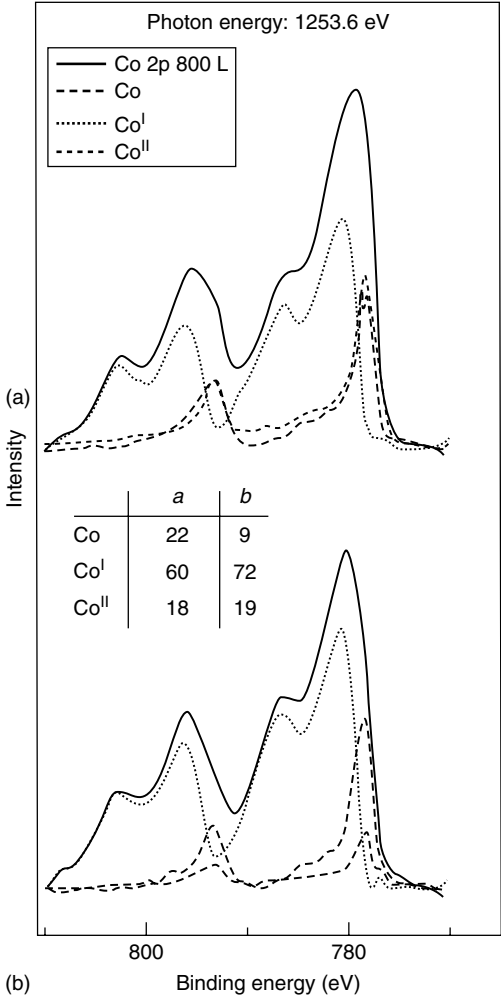 Photon energy: 1253.6 eV
Co 2p 800 L
Co
Co^I
Co^II
(a)
Intensity
a b
Co 22 9
Co^I 60 72
Co^II 18 19
800 780
(b)
Binding energy (eV)